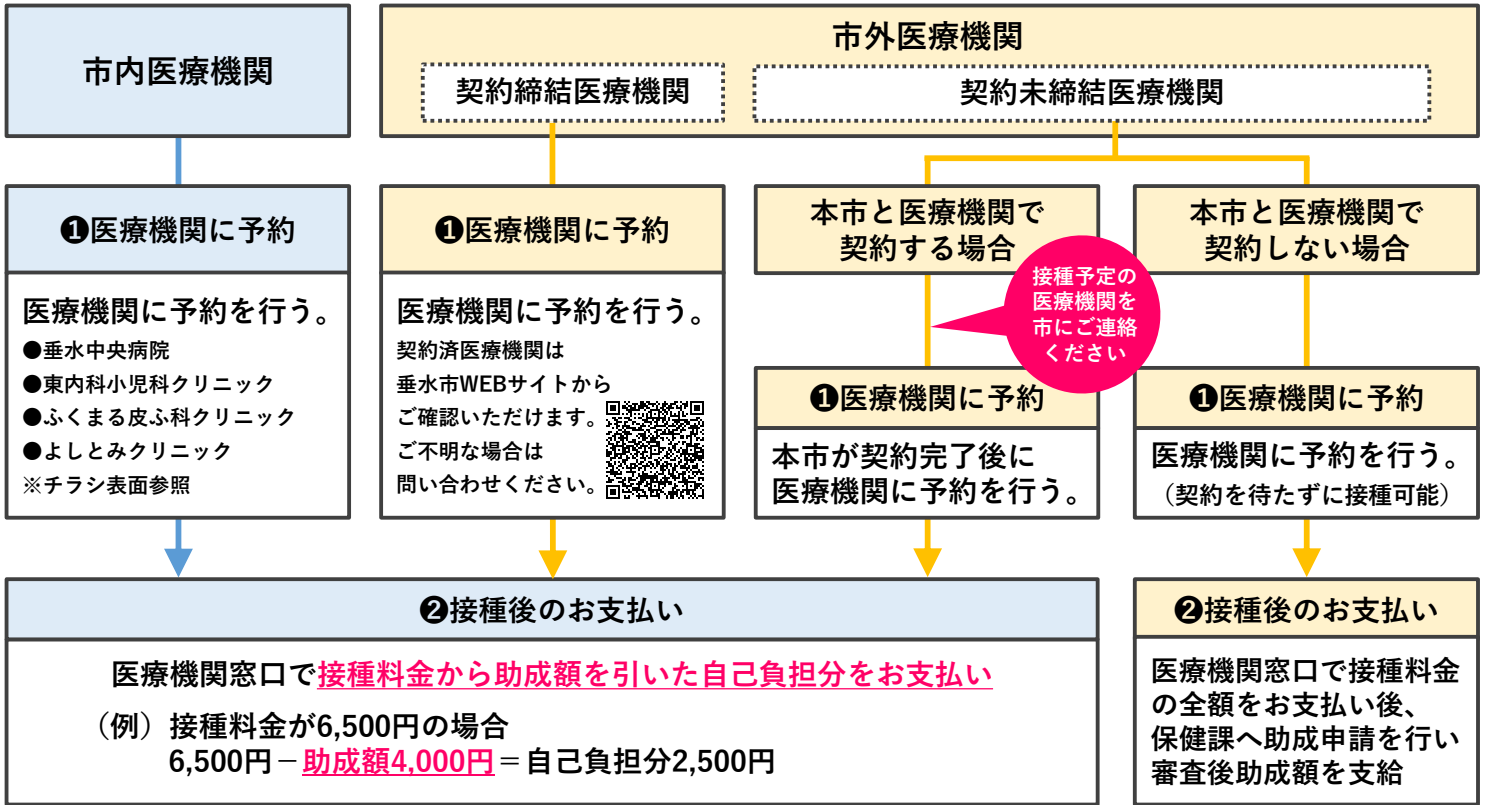 市内医療機関
市外医療機関
契約締結医療機関
契約未締結医療機関
❶医療機関に予約
医療機関に予約を行う。
●垂水中央病院
●東内科小児科クリニック
●ふくまる皮ふ科クリニック
●よしとみクリニック
※チラシ表面参照
❶医療機関に予約
医療機関に予約を行う。
契約済医療機関は
垂水市WEBサイトから
ご確認いただけます。
ご不明な場合は
問い合わせください。
本市と医療機関で
契約する場合
接種予定の
医療機関を
市にご連絡
ください
❶医療機関に予約
本市が契約完了後に
医療機関に予約を行う。
本市と医療機関で
契約しない場合
❶医療機関に予約
医療機関に予約を行う。
（契約を待たずに接種可能）
❷接種後のお支払い
医療機関窓口で接種料金から助成額を引いた自己負担分をお支払い
（例）接種料金が6,500円の場合
6,500円－助成額4,000円＝自己負担分2,500円
❷接種後のお支払い
医療機関窓口で接種料金
の全額をお支払い後、
保健課へ助成申請を行い
審査後助成額を支給